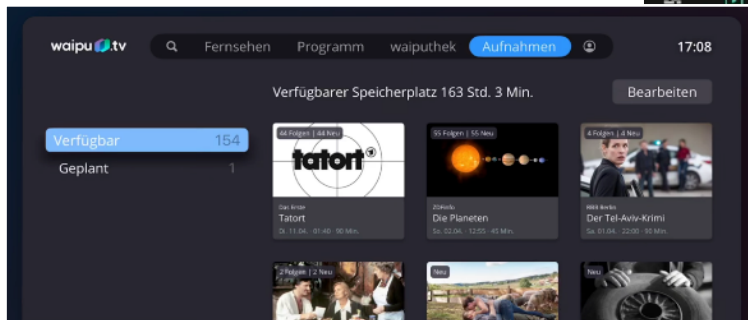 waipu.tv
Fernsehen Programm waiputhek Aufnahmen
17:08
Verfügbarer Speicherplatz 163 Std. 3 Min.
Bearbeiten
Verfügbar 154
Geplant 1
44 Folgen | 44 Neu
tatort
Das Erste
Tatort
Di. 11.04. · 01:40 · 90 Min.
55 Folgen | 55 Neu
ZDFinfo
Die Planeten
So. 02.04. · 12:55 · 45 Min.
4 Folgen | 4 Neu
RBB Berlin
Der Tel-Aviv-Krimi
Sa. 01.04. · 22:00 · 90 Min.
2 Folgen | 2 Neu
Neu
Neu